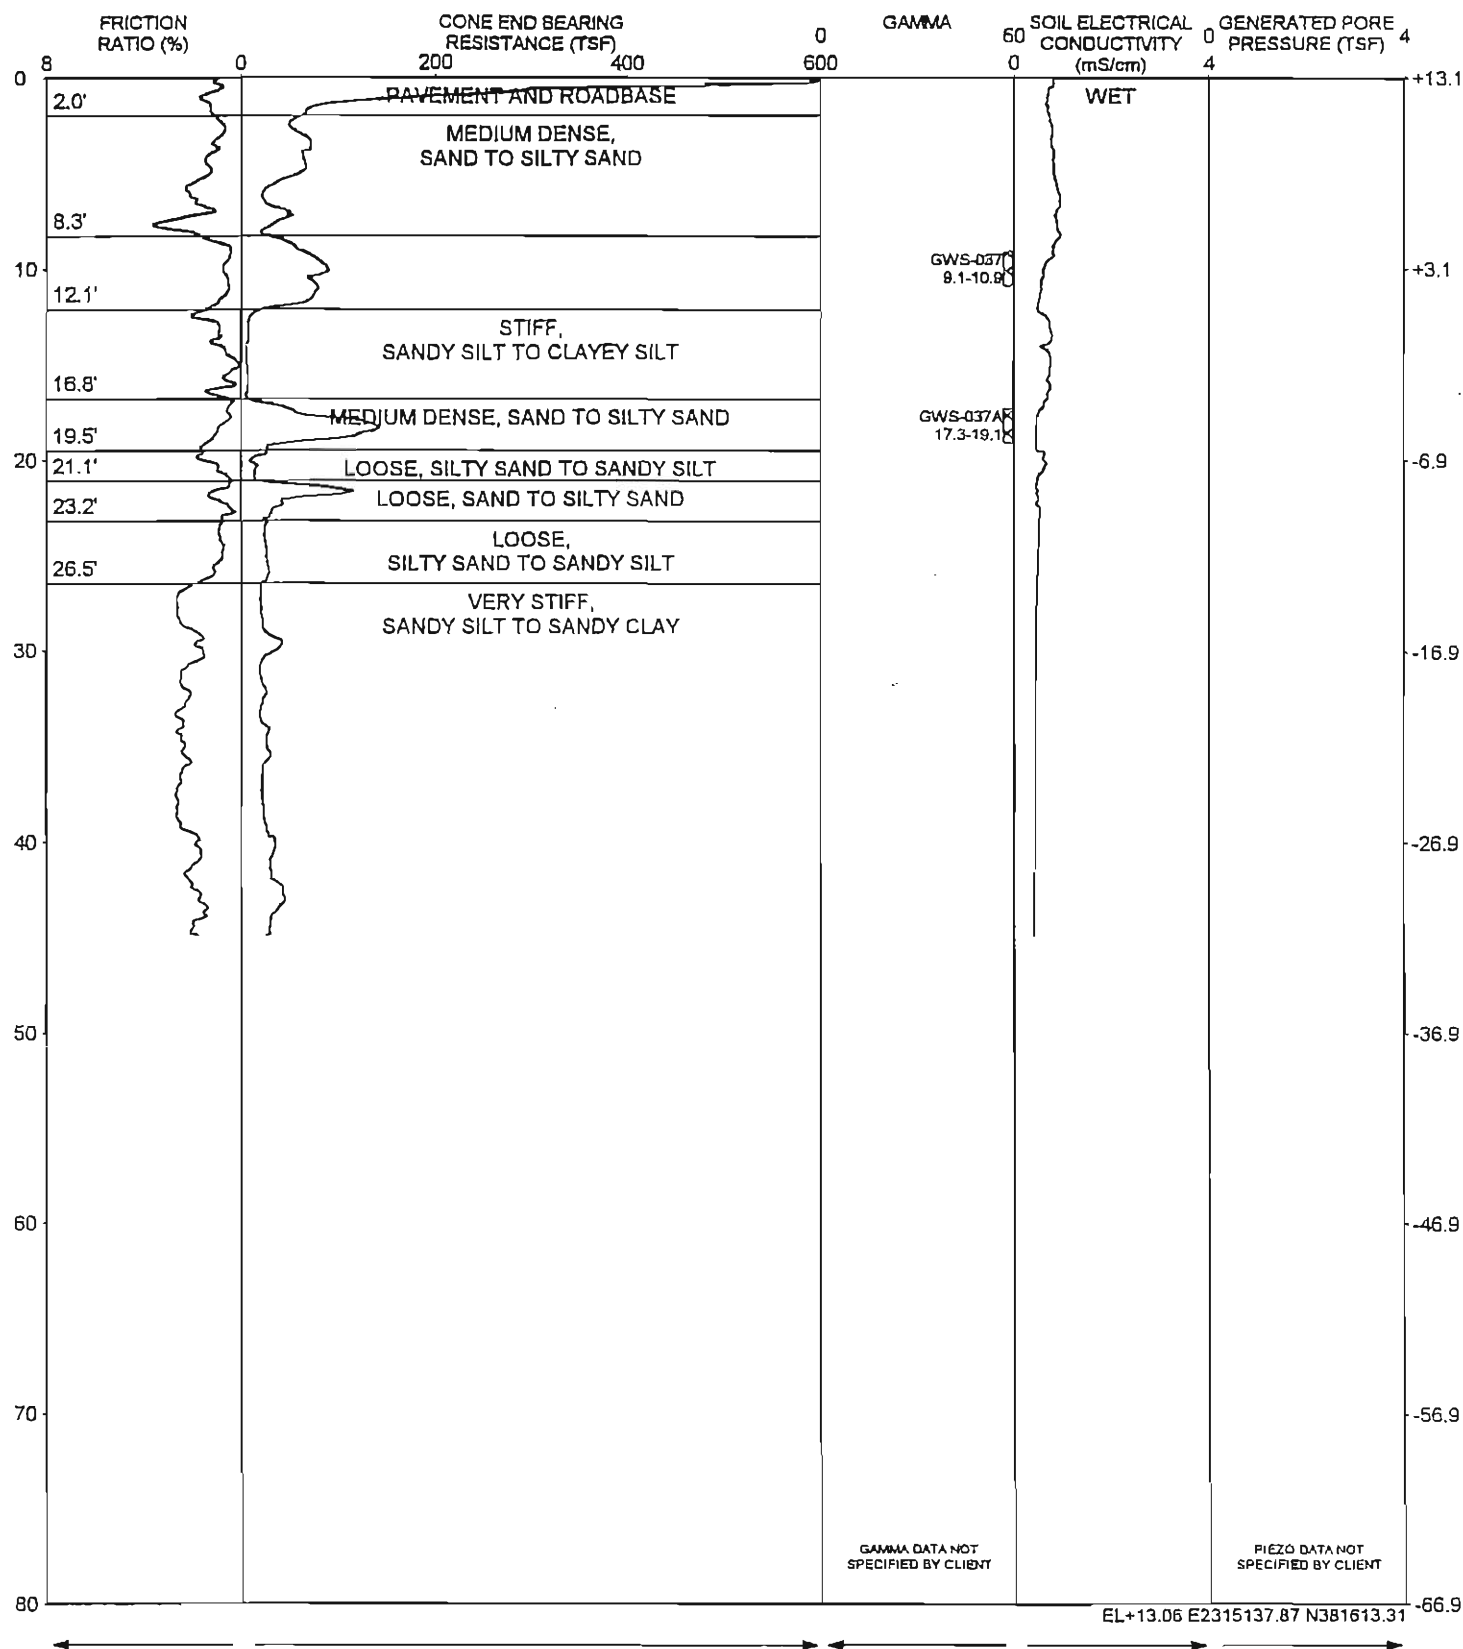 FRICTION
RATIO (%)
CONE END BEARING
RESISTANCE (TSF)
GAMMA
SOIL ELECTRICAL
CONDUCTIVITY
(mS/cm)
GENERATED PORE
PRESSURE (TSF)
8 0 200 400 600
0 60
0 4
0 4
0
10
20
30
40
50
60
70
80
2.0'
8.3'
12.1'
16.8'
19.5'
21.1'
23.2'
26.5'
PAVEMENT AND ROADBASE
MEDIUM DENSE,
SAND TO SILTY SAND
STIFF,
SANDY SILT TO CLAYEY SILT
MEDIUM DENSE, SAND TO SILTY SAND
LOOSE, SILTY SAND TO SANDY SILT
LOOSE, SAND TO SILTY SAND
LOOSE,
SILTY SAND TO SANDY SILT
VERY STIFF,
SANDY SILT TO SANDY CLAY
GWS-037
9.1-10.9
GWS-037A
17.3-19.1
WET
GAMMA DATA NOT
SPECIFIED BY CLIENT
PIEZO DATA NOT
SPECIFIED BY CLIENT
+13.1
+3.1
-6.9
-16.9
-26.9
-36.9
-46.9
-56.9
-66.9
EL+13.06 E2315137.87 N381613.31